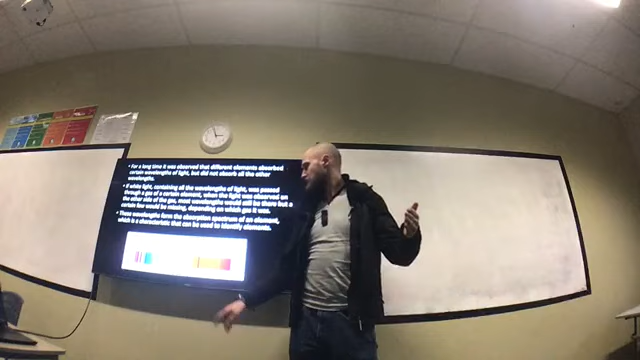 • For a long time it was observed that different elements absorbed
certain wavelengths of light, but did not absorb all the other
wavelengths.
• If white light, containing all the wavelengths of light, was passed
through a gas of a certain element, when the light was observed on
the other side of the gas, most wavelengths would still be there but a
certain few would be missing, depending on which gas it was.
• These wavelengths form the absorption spectrum of an element,
which is a characteristic that can be used to identify elements.